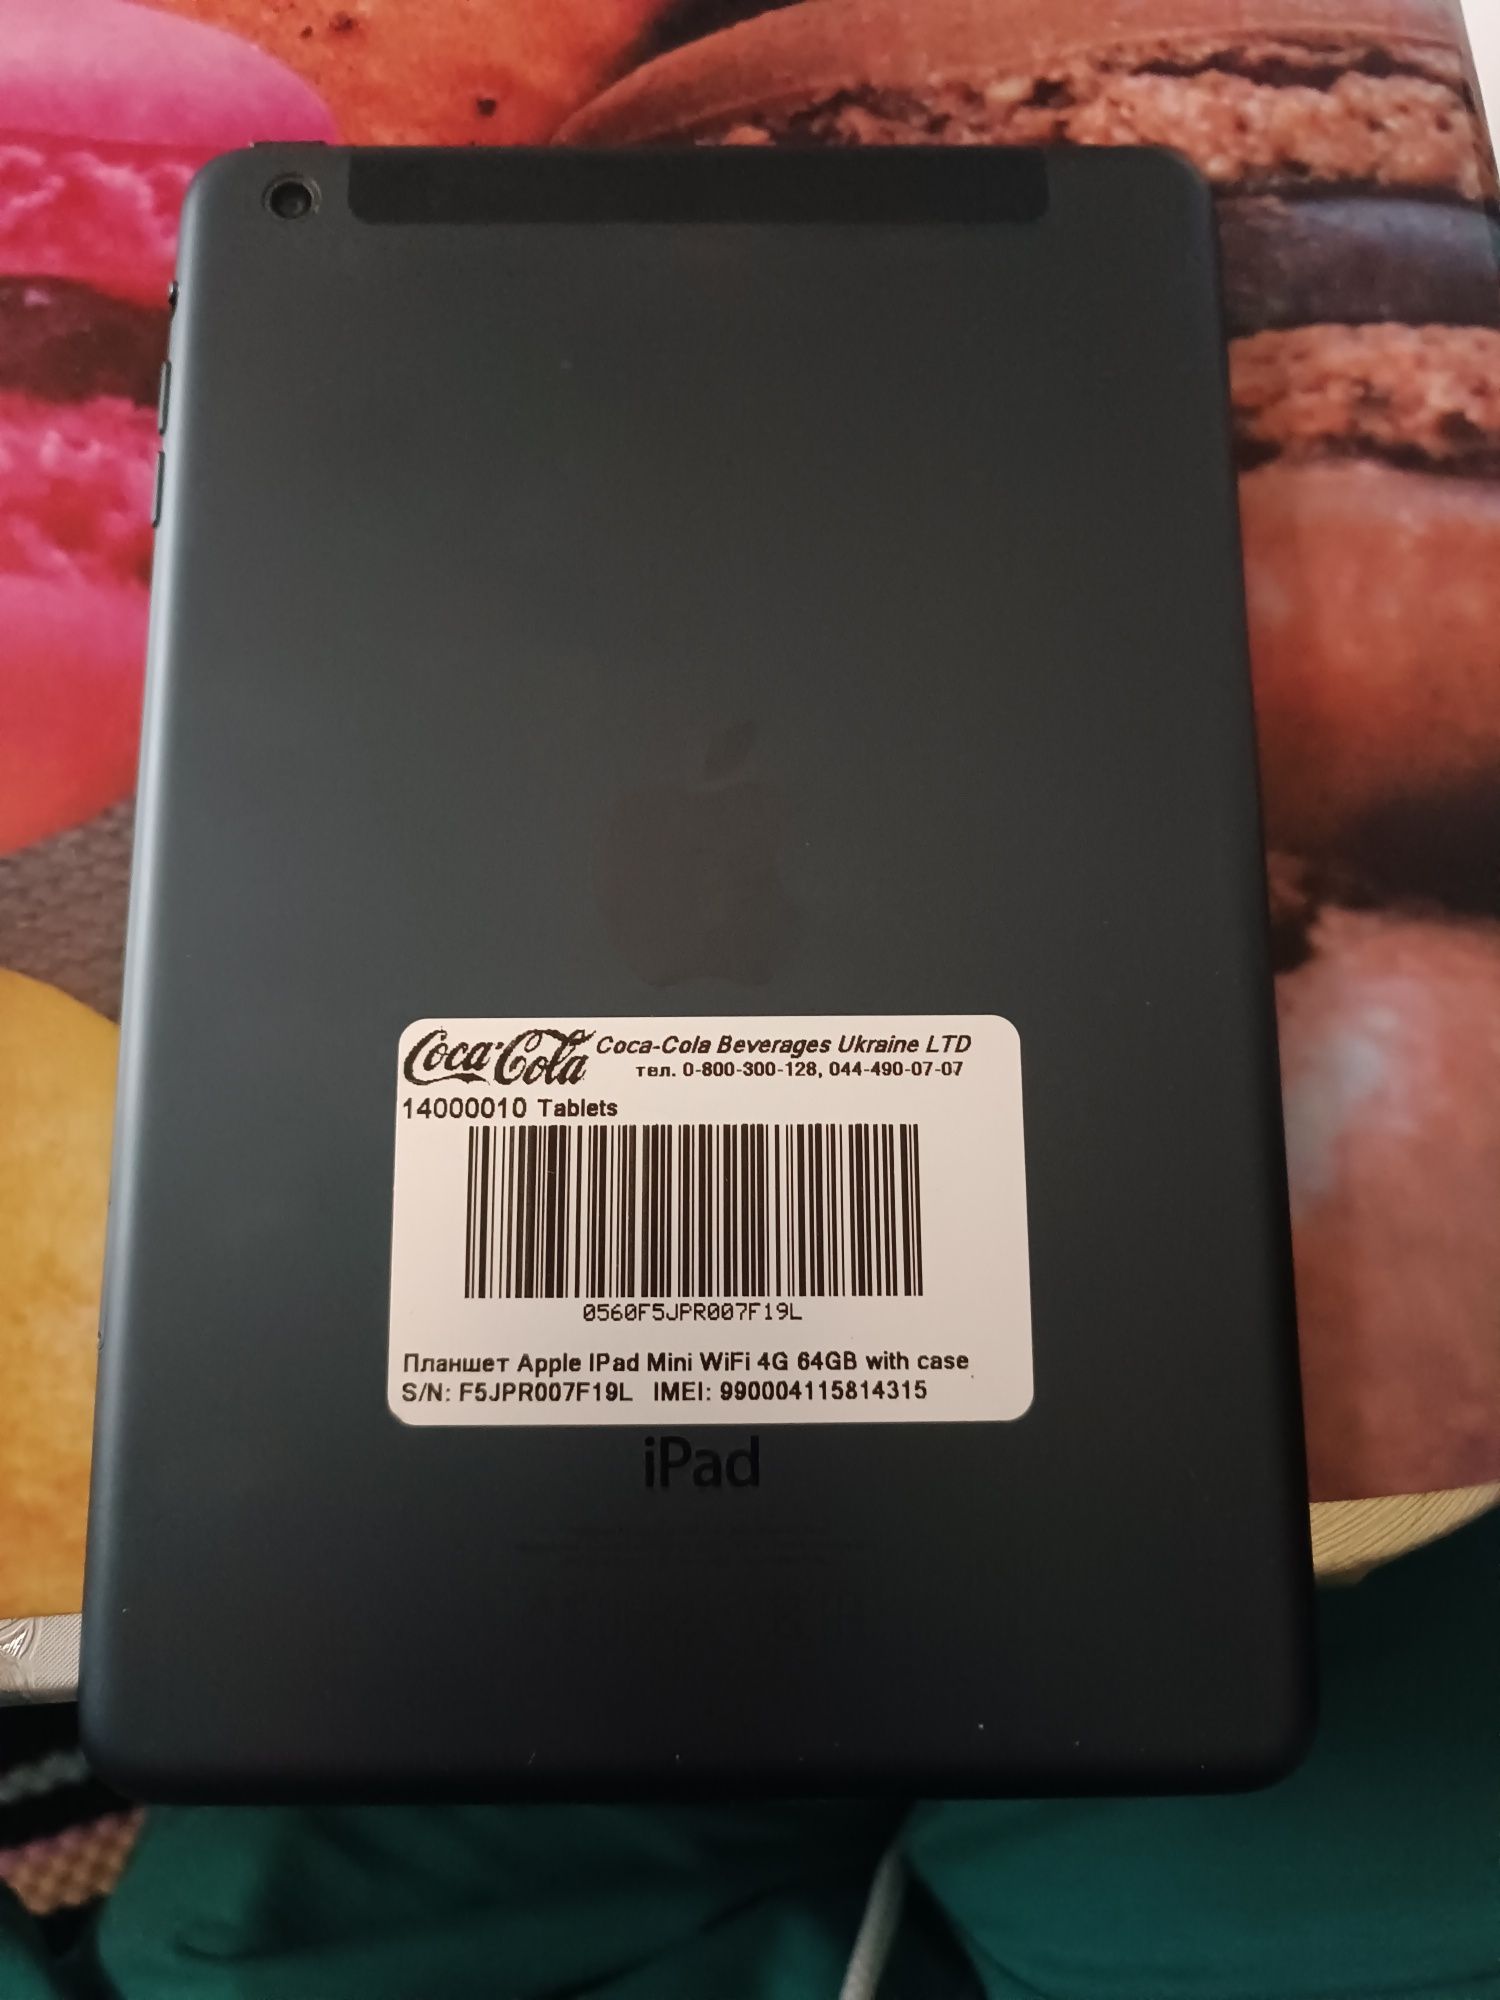 Coca-Cola Coca-Cola Beverages Ukraine LTD
тел. 0-800-300-128, 044-490-07-07
14000010 Tablets
0560F5JPR007F19L
Планшет Apple IPad Mini WiFi 4G 64GB with case
S/N: F5JPR007F19L IMEI: 990004115814315
iPad